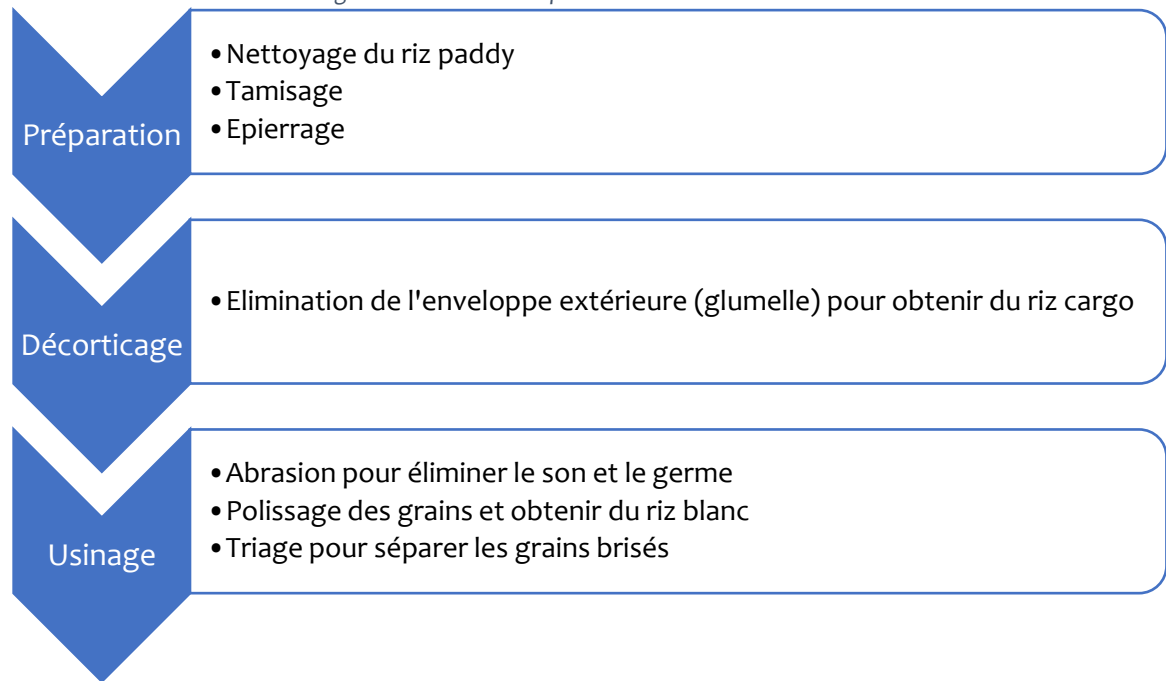 Préparation
•Nettoyage du riz paddy
•Tamisage
•Epierrage
Décorticage
•Elimination de l'enveloppe extérieure (glumelle) pour obtenir du riz cargo
Usinage
•Abrasion pour éliminer le son et le germe
•Polissage des grains et obtenir du riz blanc
•Triage pour séparer les grains brisés